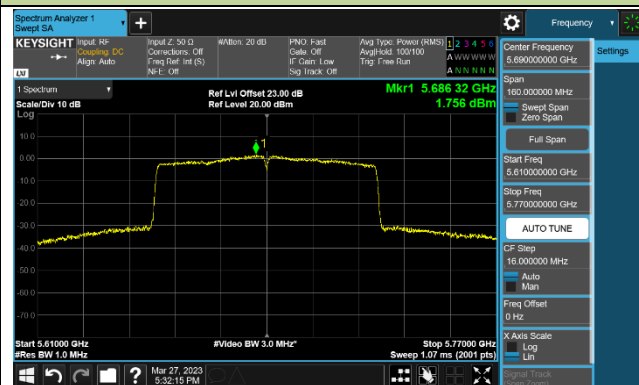 Spectrum Analyzer 1
Swept SA
Frequency
KEYSIGHT
Input: RF
Coupling: DC
Align: Auto
Input Z: 50 Ω
Corrections: Off
Freq Ref: Int (S)
NFE: Off
#Atten: 20 dB
PNO: Fast
Gate: Off
IF Gain: Low
Sig Track: Off
Avg Type: Power (RMS)
Avg|Hold: 100/100
Trig: Free Run
1 2 3 4 5 6
A W W W W W
A N N N N N
LXI
1 Spectrum
Scale/Div 10 dB
Log
Ref Lvl Offset 23.00 dB
Ref Level 20.00 dBm
Mkr1 5.686 32 GHz
1.756 dBm
10.0
0.00
-10.0
-20.0
-30.0
-40.0
-50.0
-60.0
-70.0
1
Start 5.61000 GHz
#Res BW 1.0 MHz
#Video BW 3.0 MHz*
Stop 5.77000 GHz
Sweep 1.07 ms (2001 pts)
Mar 27, 2023
5:32:15 PM
Center Frequency
5.690000000 GHz
Settings
Span
160.000000 MHz
Swept Span
Zero Span
Full Span
Start Freq
5.610000000 GHz
Stop Freq
5.770000000 GHz
AUTO TUNE
CF Step
16.000000 MHz
Auto
Man
Freq Offset
0 Hz
X Axis Scale
Log
Lin
Signal Track
(Span Zoom)